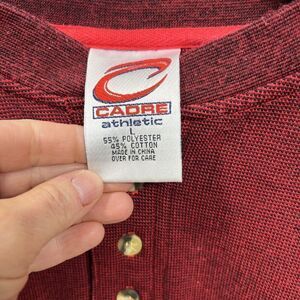 CADRE
athletic
L
55% POLYESTER
45% COTTON
MADE IN CHINA
OVER FOR CARE